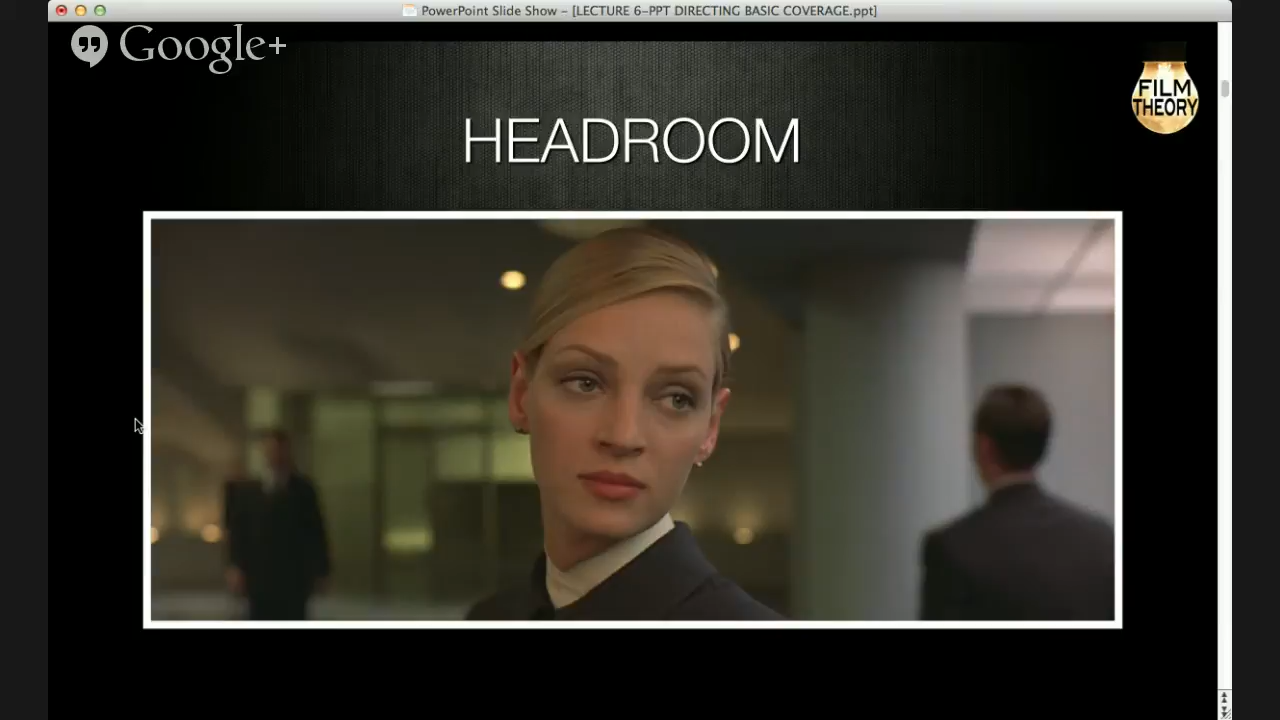 PowerPoint Slide Show – [LECTURE 6-PPT DIRECTING BASIC COVERAGE.ppt]
Google+
FILM
THEORY
HEADROOM